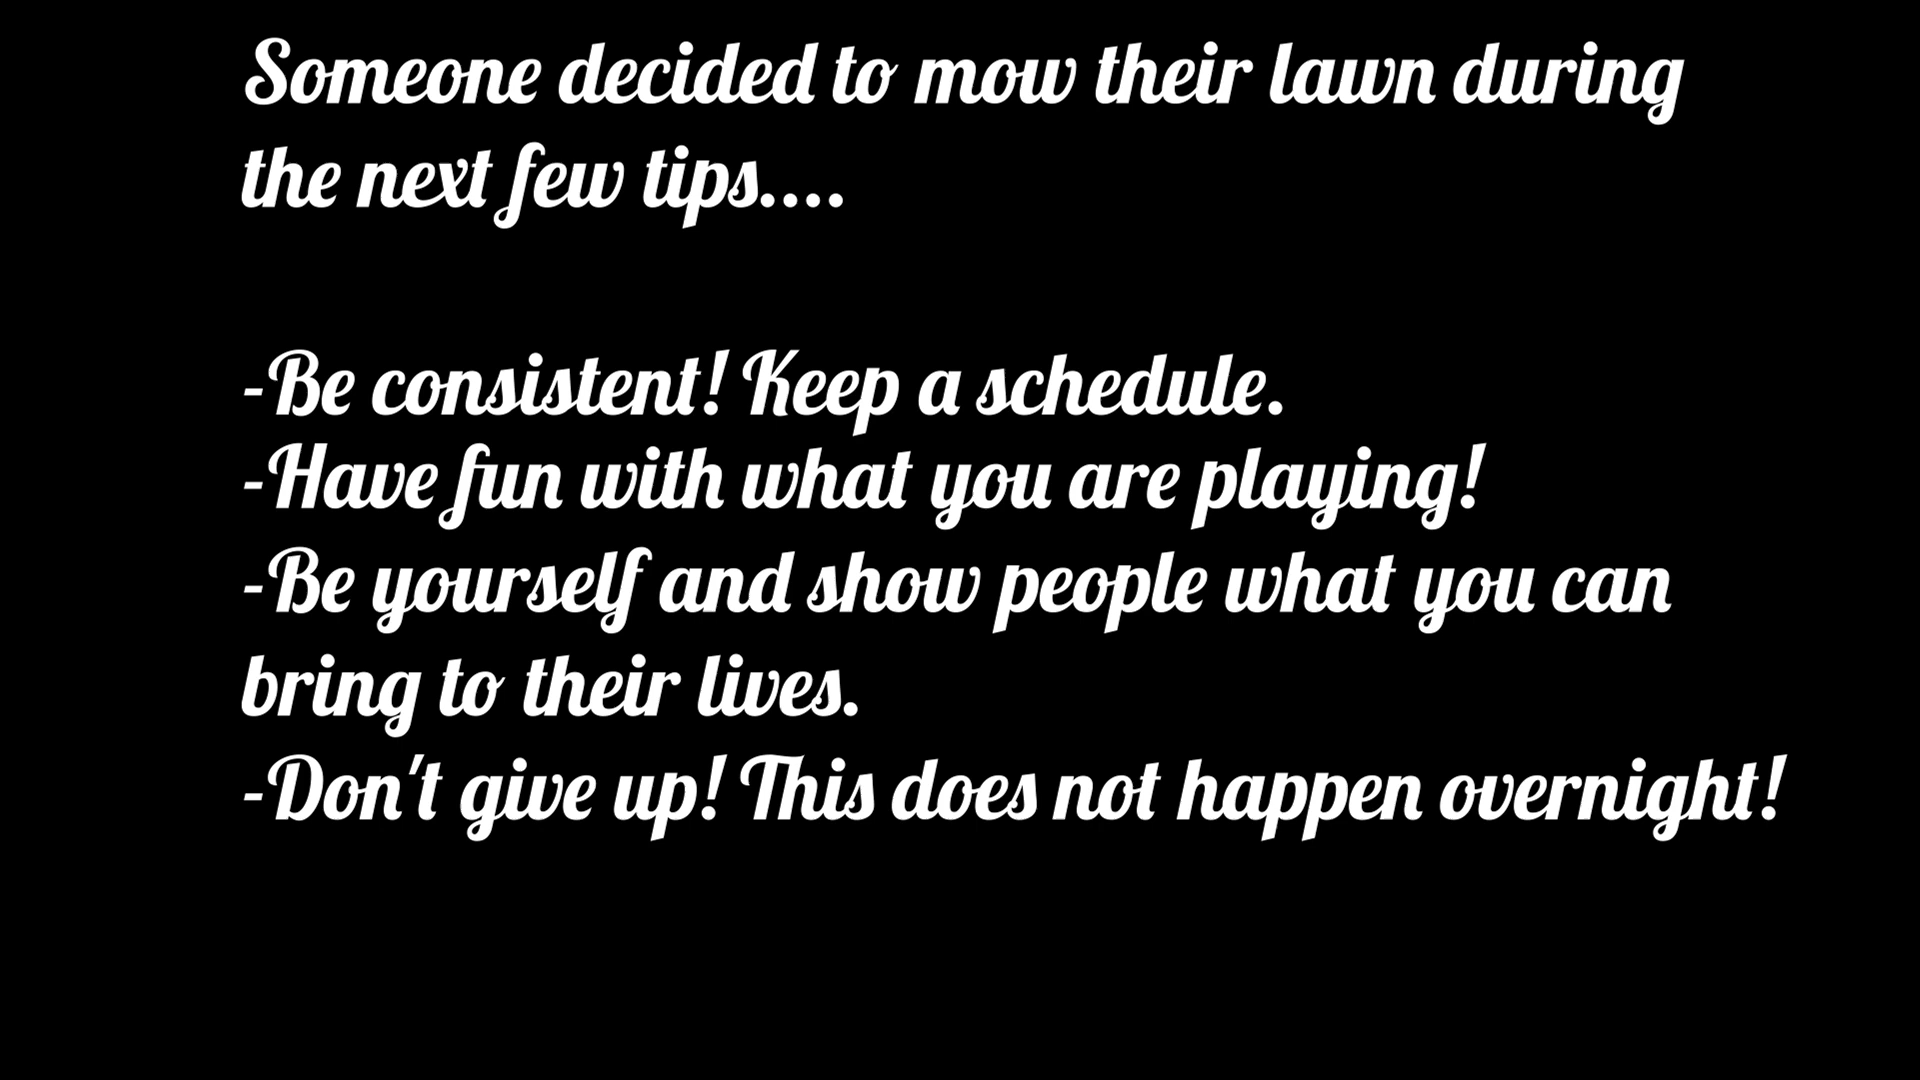 Someone decided to mow their lawn during
the next few tips....
-Be consistent! Keep a schedule.
-Have fun with what you are playing!
-Be yourself and show people what you can
bring to their lives.
-Don't give up! This does not happen overnight!